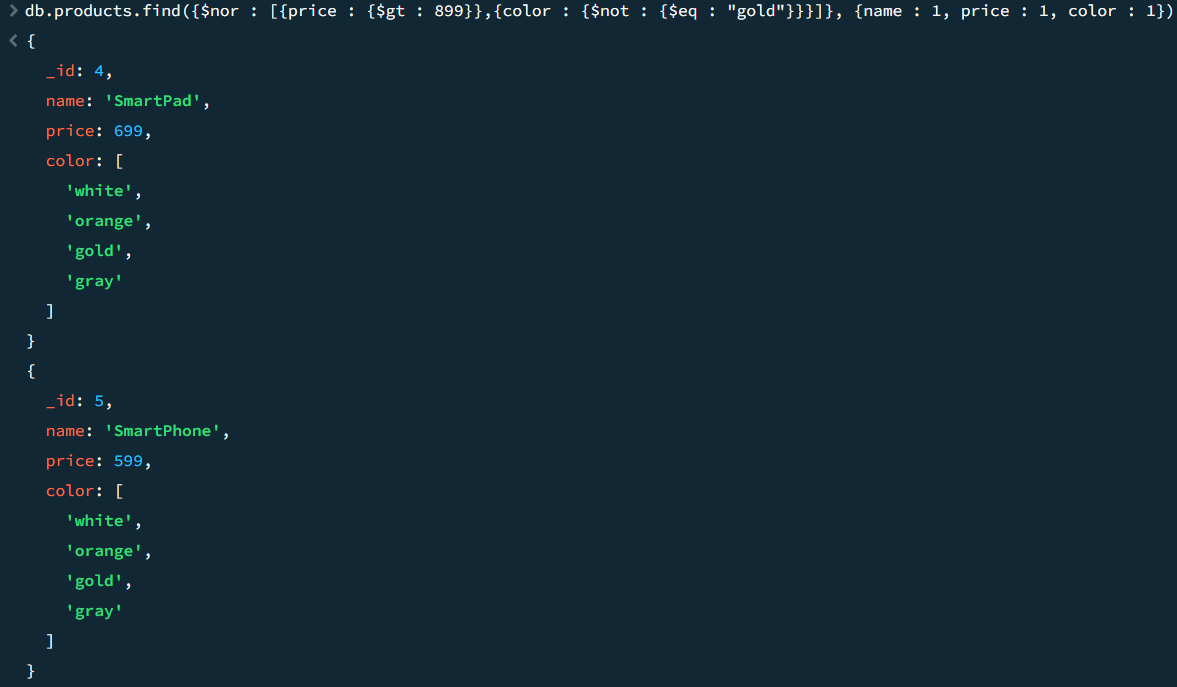 > db.products.find({$nor : [{price : {$gt : 899}},{color : {$not : {$eq : "gold"}}}]}, {name : 1, price : 1, color : 1})
< {
_id: 4,
name: 'SmartPad',
price: 699,
color: [
'white',
'orange',
'gold',
'gray'
]
}
{
_id: 5,
name: 'SmartPhone',
price: 599,
color: [
'white',
'orange',
'gold',
'gray'
]
}